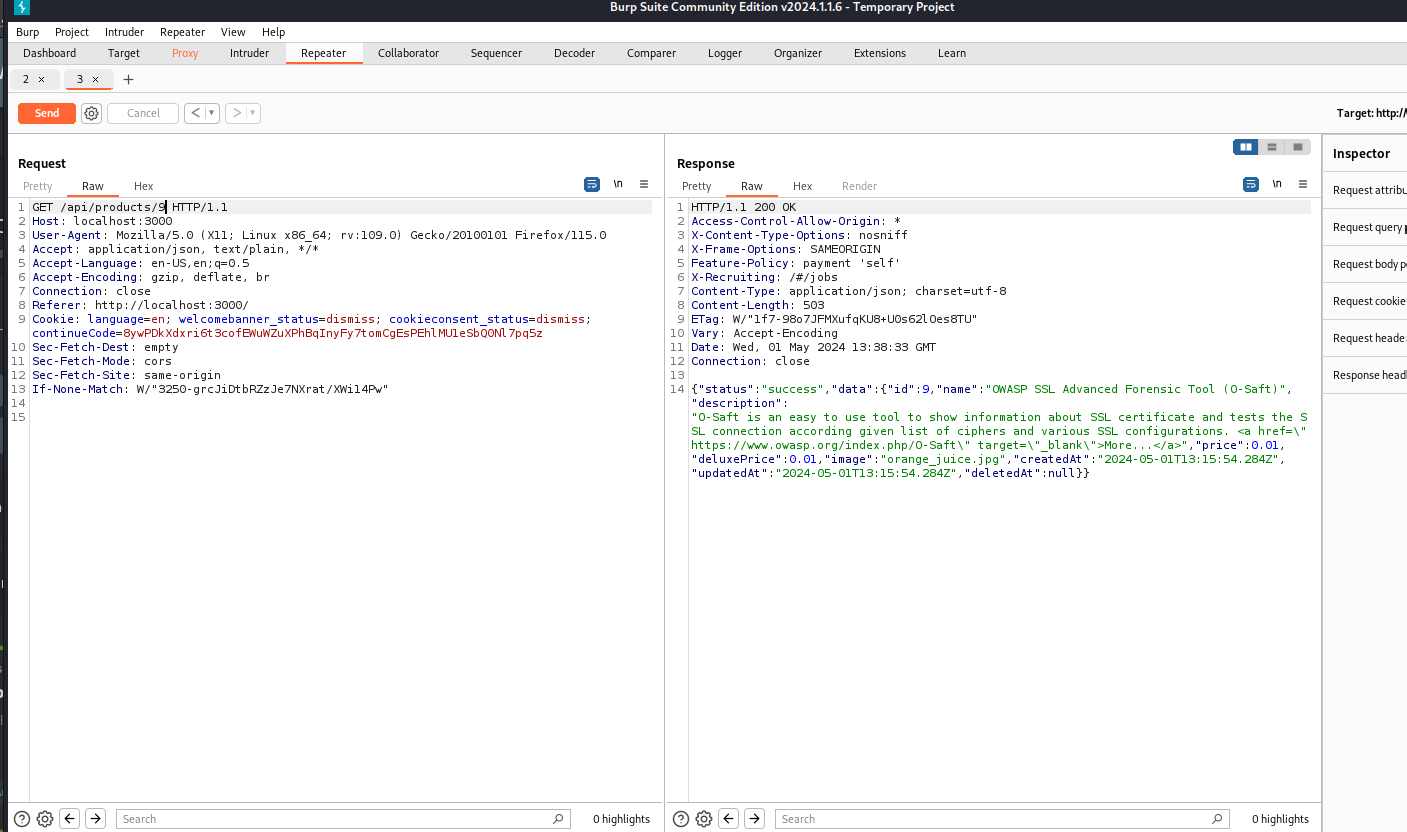 Burp Suite Community Edition v2024.1.1.6 - Temporary Project
Burp Project Intruder Repeater View Help
Dashboard Target Proxy Intruder Repeater Collaborator Sequencer Decoder Comparer Logger Organizer Extensions Learn
2 × 3 × +
Send Cancel < ▾ > ▾ Target: http://
Request
Pretty Raw Hex \n ≡
1 GET /api/products/9 HTTP/1.1
2 Host: localhost:3000
3 User-Agent: Mozilla/5.0 (X11; Linux x86_64; rv:109.0) Gecko/20100101 Firefox/115.0
4 Accept: application/json, text/plain, */*
5 Accept-Language: en-US,en;q=0.5
6 Accept-Encoding: gzip, deflate, br
7 Connection: close
8 Referer: http://localhost:3000/
9 Cookie: language=en; welcomebanner_status=dismiss; cookieconsent_status=dismiss;
continueCode=8ywPDkXdxri6t3cofEWuWZuXPhBqInyFy7tomCgEsPEhlMU1eSbQ0Nl7pq5z
10 Sec-Fetch-Dest: empty
11 Sec-Fetch-Mode: cors
12 Sec-Fetch-Site: same-origin
13 If-None-Match: W/"3250-grcJiDtbRZzJe7NXrat/XWi14Pw"
14
15
Search 0 highlights
Response
Pretty Raw Hex Render \n ≡
1 HTTP/1.1 200 OK
2 Access-Control-Allow-Origin: *
3 X-Content-Type-Options: nosniff
4 X-Frame-Options: SAMEORIGIN
5 Feature-Policy: payment 'self'
6 X-Recruiting: /#/jobs
7 Content-Type: application/json; charset=utf-8
8 Content-Length: 503
9 ETag: W/"1f7-98o7JFMXufqKU8+U0s62lOes8TU"
10 Vary: Accept-Encoding
11 Date: Wed, 01 May 2024 13:38:33 GMT
12 Connection: close
13
14 {"status":"success","data":{"id":9,"name":"OWASP SSL Advanced Forensic Tool (O-Saft)",
"description":
"O-Saft is an easy to use tool to show information about SSL certificate and tests the S
SL connection according given list of ciphers and various SSL configurations. <a href=\"
https://www.owasp.org/index.php/O-Saft\" target=\"_blank\">More...</a>","price":0.01,
"deluxePrice":0.01,"image":"orange_juice.jpg","createdAt":"2024-05-01T13:15:54.284Z",
"updatedAt":"2024-05-01T13:15:54.284Z","deletedAt":null}}
Search 0 highlights
Inspector
Request attribu
Request query p
Request body p
Request cookie
Request heade
Response head